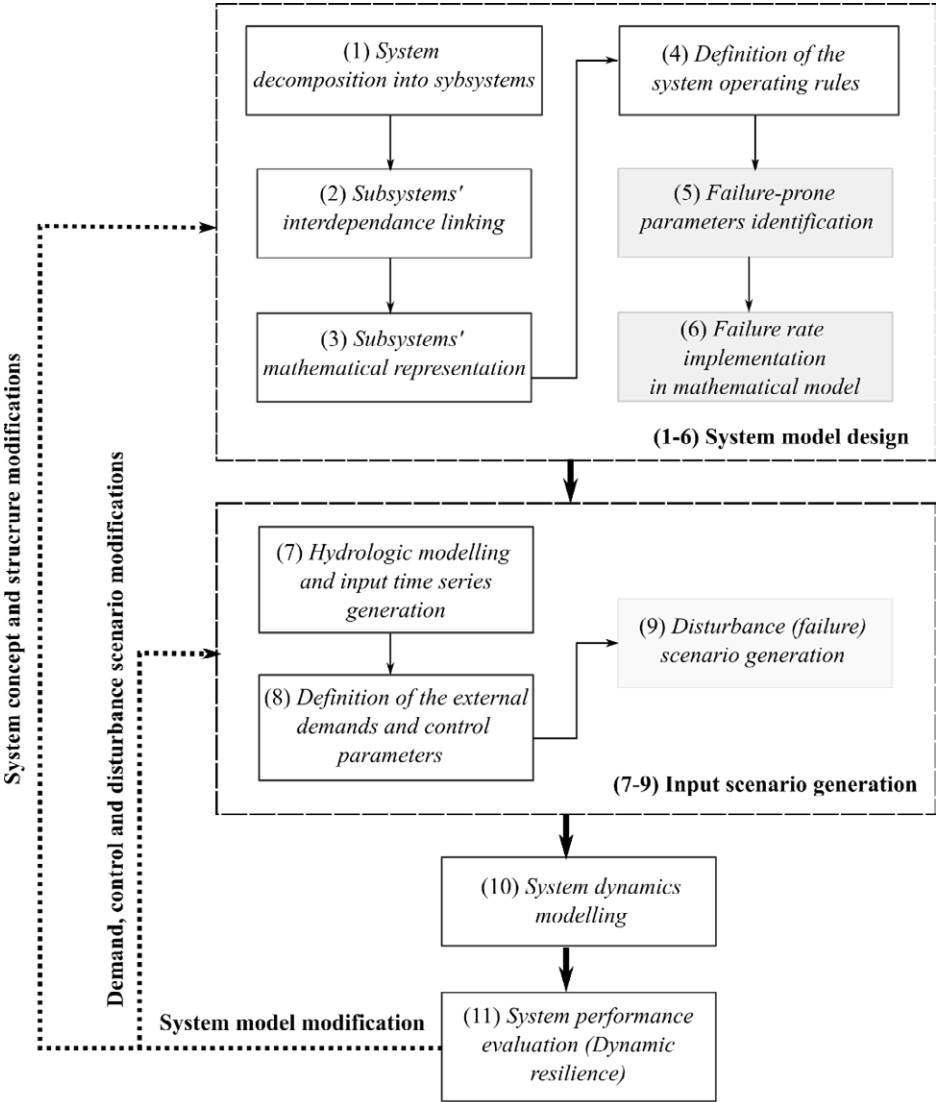 (1) System
decomposition into sybsystems
(2) Subsystems'
interdependance linking
(3) Subsystems'
mathematical representation
(4) Definition of the
system operating rules
(5) Failure-prone
parameters identification
(6) Failure rate
implementation
in mathematical model
(1-6) System model design
(7) Hydrologic modelling
and input time series
generation
(8) Definition of the external
demands and control
parameters
(9) Disturbance (failure)
scenario generation
(7-9) Input scenario generation
(10) System dynamics
modelling
(11) System performance
evaluation (Dynamic
resilience)
System model modification
Demand, control and disturbance scenario modifications
System concept and strucrure modifications